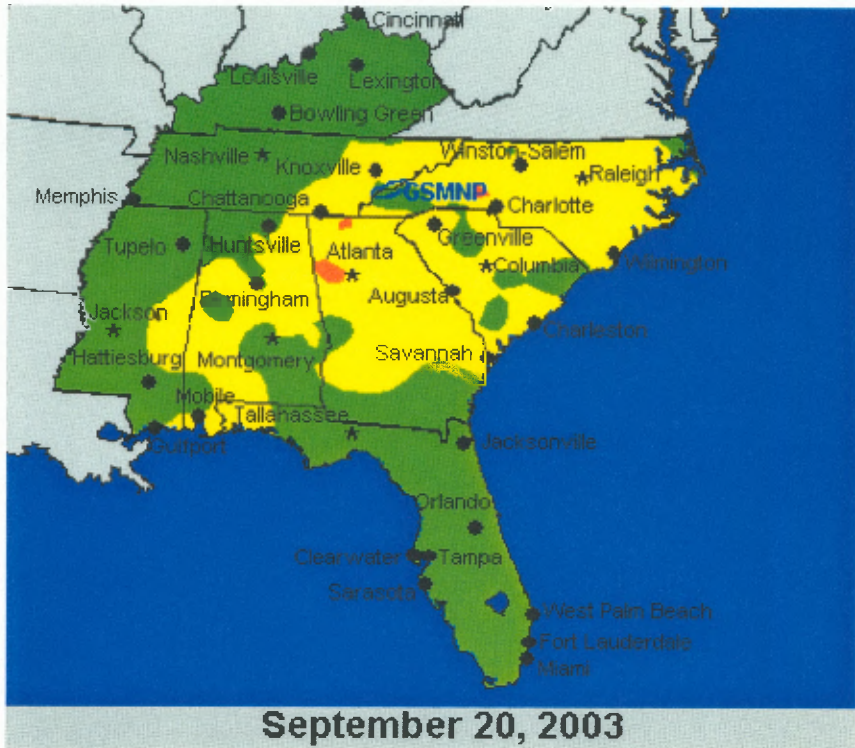 Cincinnati
Louisville
Lexington
Bowling Green
Nashville
Knoxville
Winston-Salem
Raleigh
Memphis
Chattanooga
GSMNP
Charlotte
Tupelo
Huntsville
Atlanta
Greenville
Columbia
Wilmington
Birmingham
Augusta
Jackson
Charleston
Hattiesburg
Montgomery
Savannah
Mobile
Tallahassee
Gulfport
Jacksonville
Orlando
Clearwater
Tampa
Sarasota
West Palm Beach
Fort Lauderdale
Miami
September 20, 2003